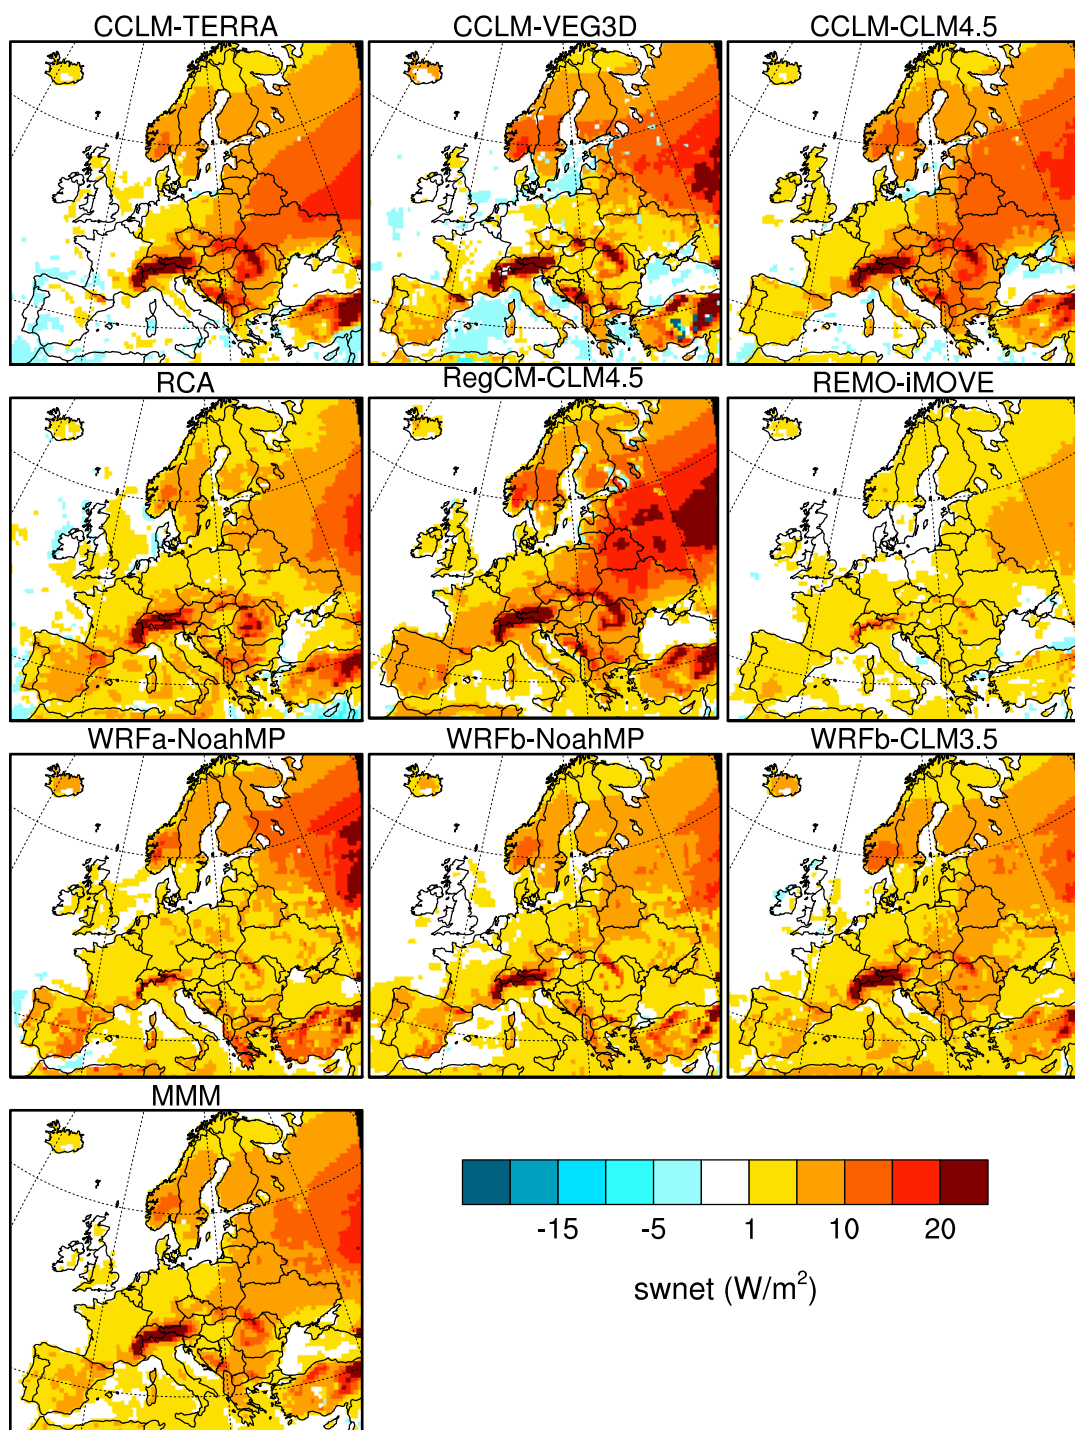 CCLM-TERRA
CCLM-VEG3D
CCLM-CLM4.5
RCA
RegCM-CLM4.5
REMO-iMOVE
WRFa-NoahMP
WRFb-NoahMP
WRFb-CLM3.5
MMM
-15 -5 1 10 20
swnet (W/m²)